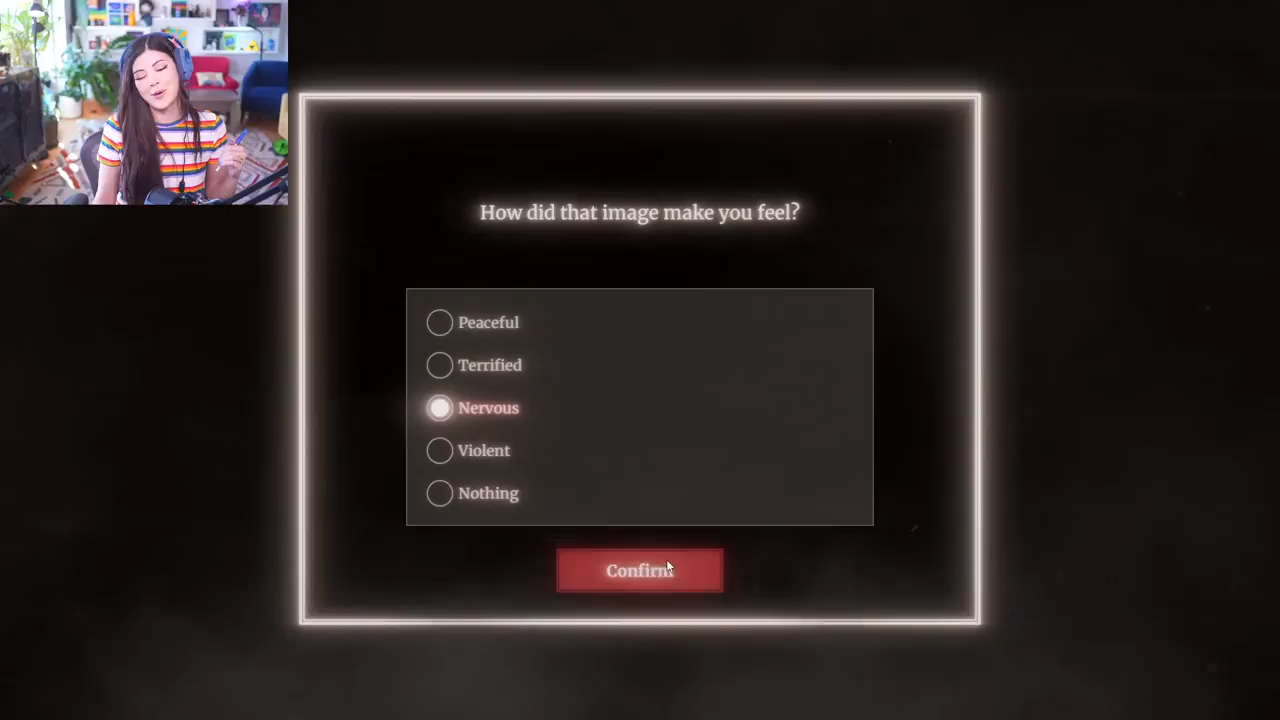 How did that image make you feel?
Peaceful
Terrified
Nervous
Violent
Nothing
Confirm